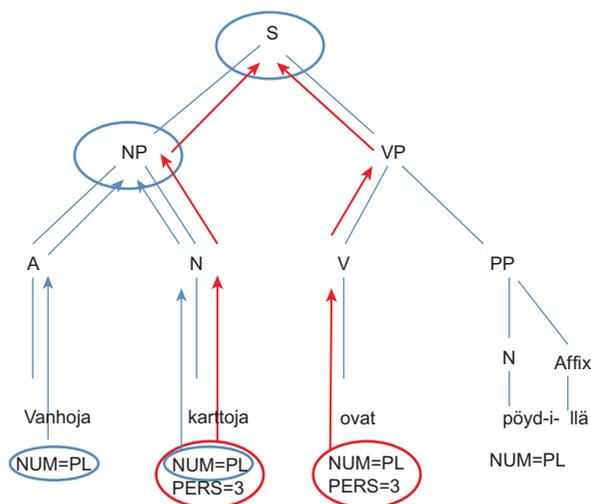 S
NP
VP
A
N
V
PP
N
Affix
Vanhoja
karttoja
ovat
pöyd-i-
llä
NUM=PL
NUM=PL
PERS=3
NUM=PL
PERS=3
NUM=PL